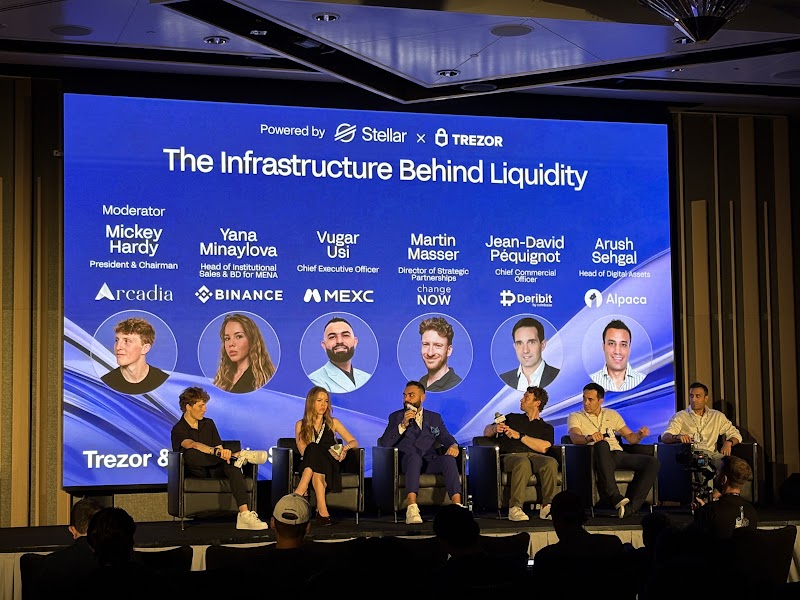 Powered by Stellar x TREZOR
The Infrastructure Behind Liquidity
Moderator
Mickey
Hardy
President & Chairman
Arcadia
Yana
Minaylova
Head of Institutional
Sales & BD for MENA
BINANCE
Vugar
Usi
Chief Executive Officer
MEXC
Martin
Masser
Director of Strategic
Partnerships
change
NOW
Jean-David
Péquignot
Chief Commercial
Officer
Deribit
by coinbase
Arush
Sehgal
Head of Digital Assets
Alpaca
Trezor &